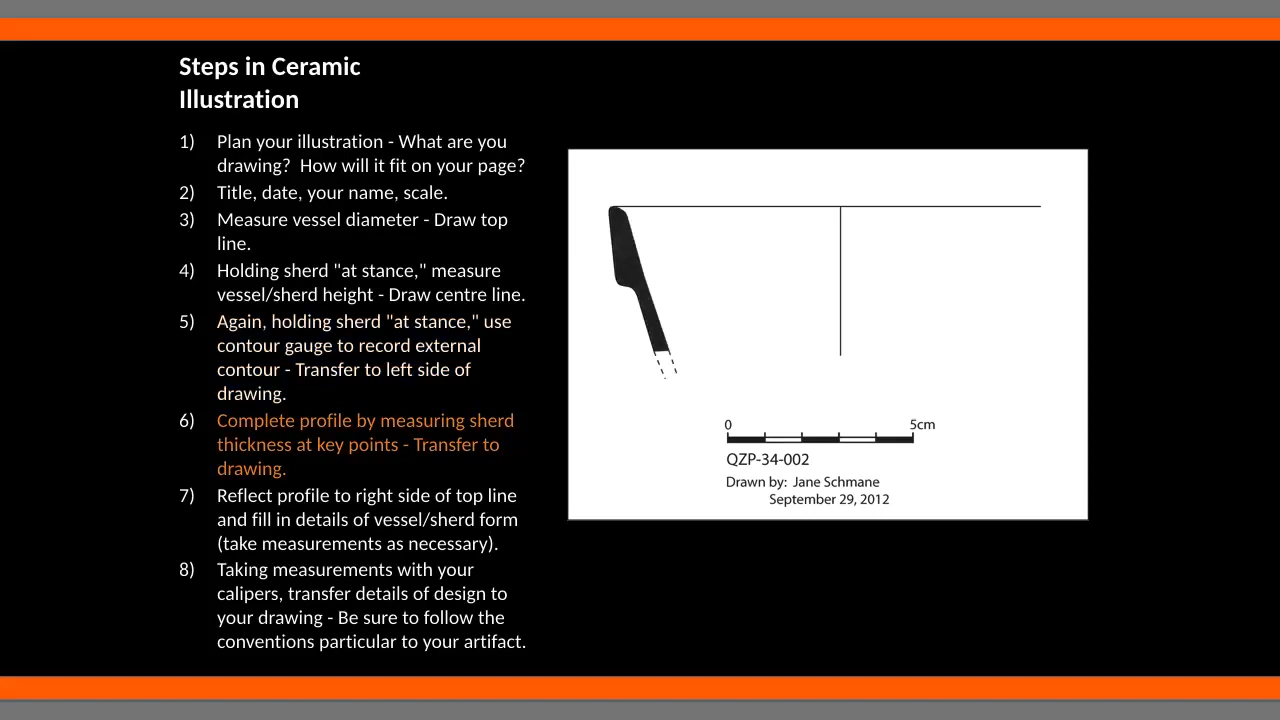 Steps in Ceramic
Illustration
1) Plan your illustration - What are you
drawing?  How will it fit on your page?
2) Title, date, your name, scale.
3) Measure vessel diameter - Draw top
line.
4) Holding sherd "at stance," measure
vessel/sherd height - Draw centre line.
5) Again, holding sherd "at stance," use
contour gauge to record external
contour - Transfer to left side of
drawing.
6) Complete profile by measuring sherd
thickness at key points - Transfer to
drawing.
7) Reflect profile to right side of top line
and fill in details of vessel/sherd form
(take measurements as necessary).
8) Taking measurements with your
calipers, transfer details of design to
your drawing - Be sure to follow the
conventions particular to your artifact.
0 5cm
QZP-34-002
Drawn by: Jane Schmane
September 29, 2012